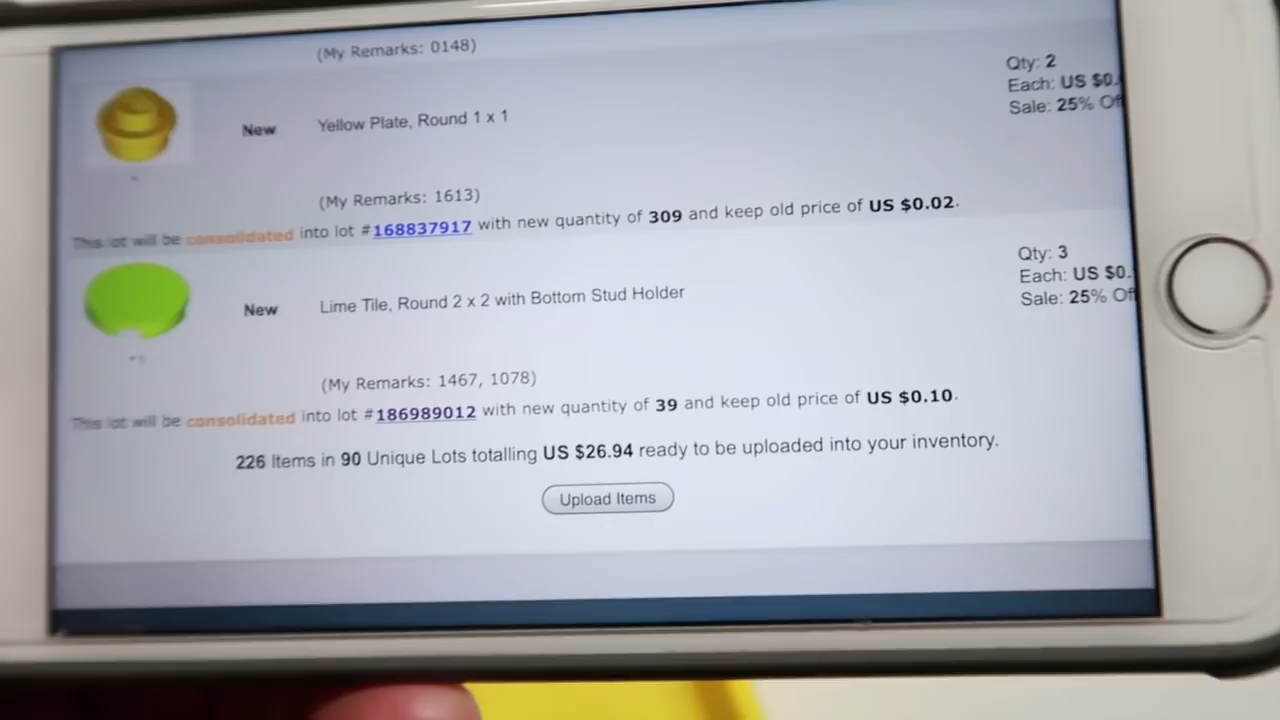 (My Remarks: 0148)
Qty: 2
Each: US $0.
New Yellow Plate, Round 1 x 1
Sale: 25% Off
(My Remarks: 1613)
This lot will be consolidated into lot #168837917 with new quantity of 309 and keep old price of US $0.02.
Qty: 3
Each: US $0.
New Lime Tile, Round 2 x 2 with Bottom Stud Holder
Sale: 25% Off
(My Remarks: 1467, 1078)
This lot will be consolidated into lot #186989012 with new quantity of 39 and keep old price of US $0.10.
226 Items in 90 Unique Lots totalling US $26.94 ready to be uploaded into your inventory.
Upload Items